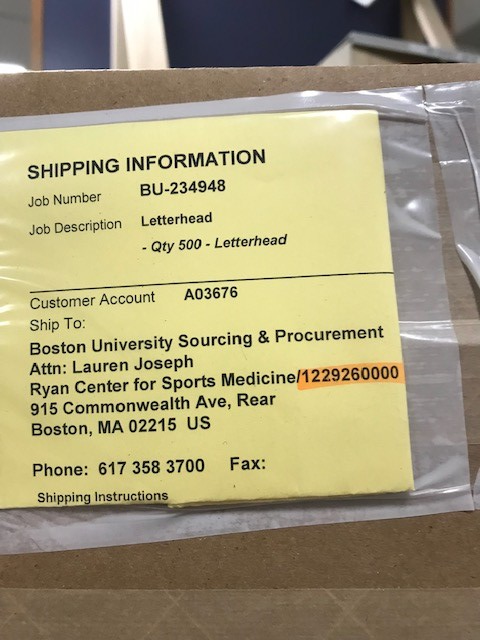 SHIPPING INFORMATION
Job Number BU-234948
Job Description Letterhead
- Qty 500 - Letterhead
Customer Account A03676
Ship To:
Boston University Sourcing & Procurement
Attn: Lauren Joseph
Ryan Center for Sports Medicine/1229260000
915 Commonwealth Ave, Rear
Boston, MA 02215 US
Phone: 617 358 3700 Fax:
Shipping Instructions